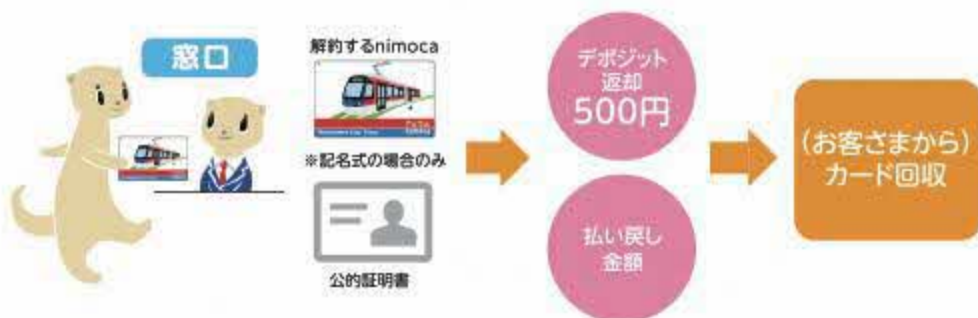 窓口
解約するnimoca
※記名式の場合のみ
公的証明書
デポジット
返却
500円
払い戻し
金額
(お客さまから)
カード回収